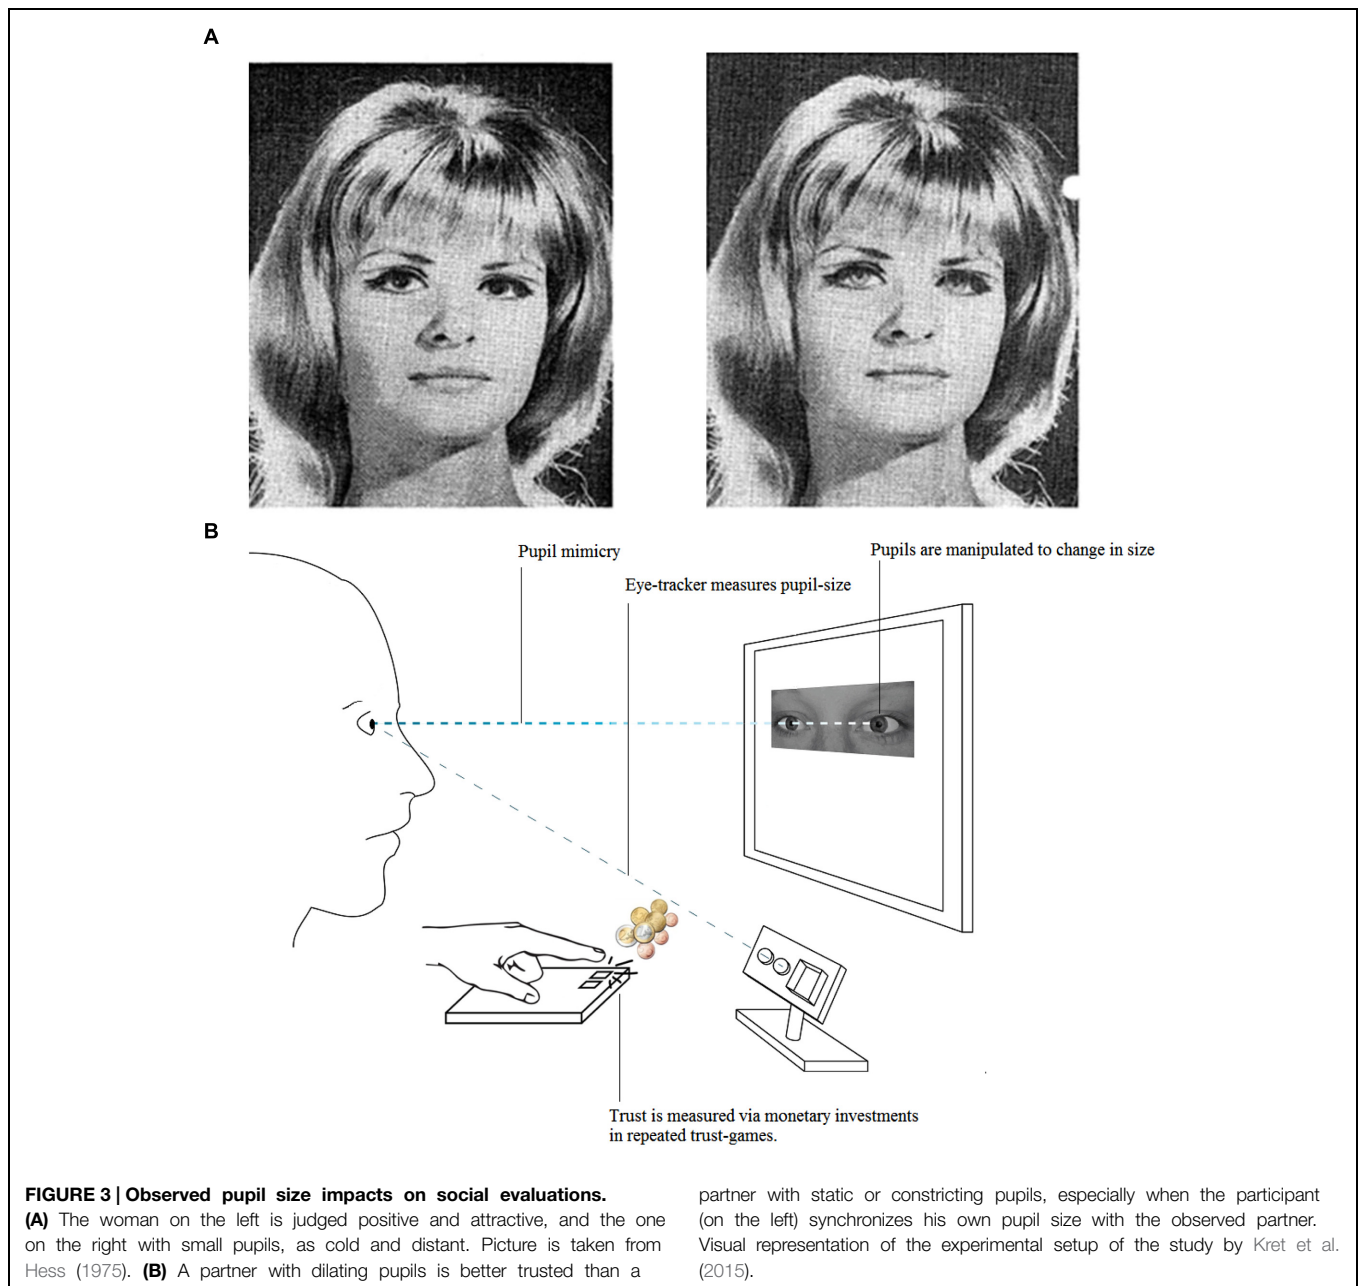 A
B
Pupil mimicry
Pupils are manipulated to change in size
Eye-tracker measures pupil-size
Trust is measured via monetary investments
in repeated trust-games.
FIGURE 3 | Observed pupil size impacts on social evaluations.
(A) The woman on the left is judged positive and attractive, and the one
on the right with small pupils, as cold and distant. Picture is taken from
Hess (1975). (B) A partner with dilating pupils is better trusted than a
partner with static or constricting pupils, especially when the participant
(on the left) synchronizes his own pupil size with the observed partner.
Visual representation of the experimental setup of the study by Kret et al.
(2015).